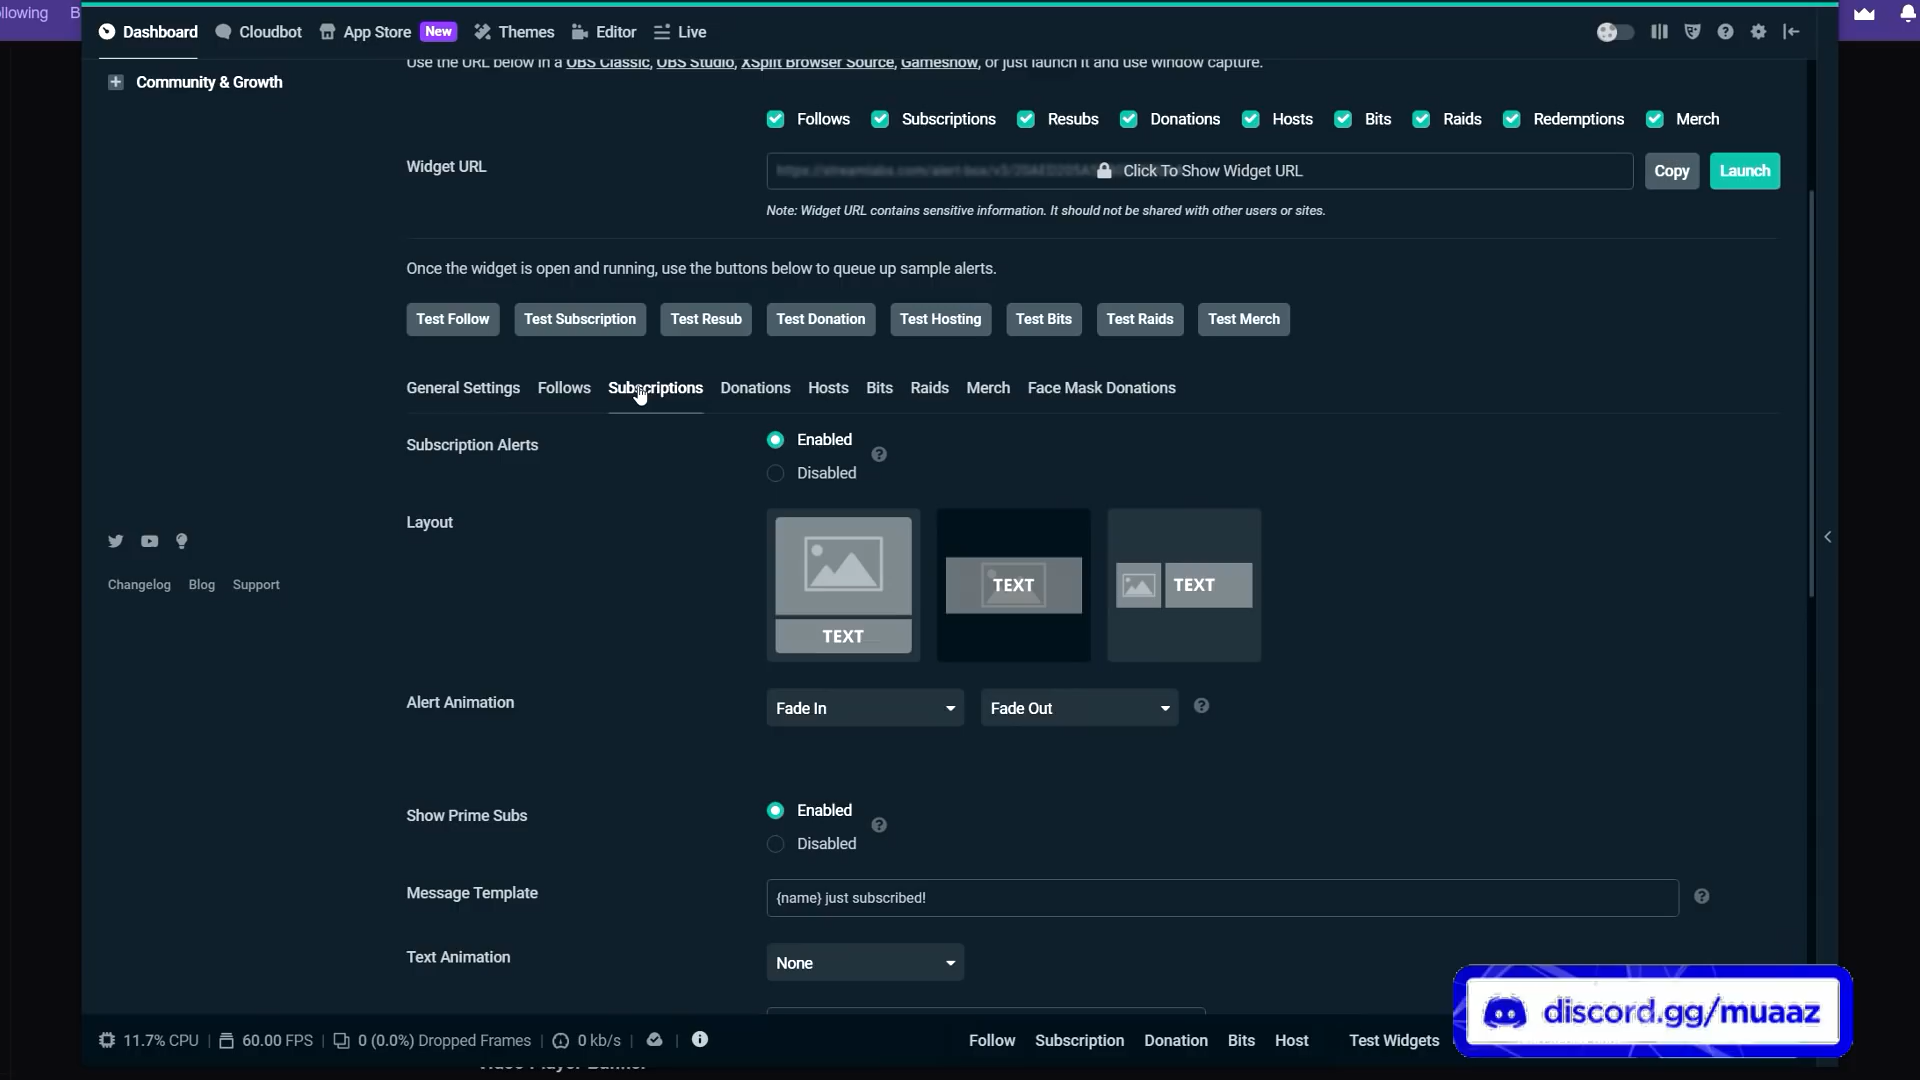 llowing B
Dashboard Cloudbot App Store New Themes Editor Live
Community & Growth
Use the URL below in a OBS Classic, OBS Studio, XSplit Browser Source, Gameshow, or just launch it and use window capture.
Follows Subscriptions Resubs Donations Hosts Bits Raids Redemptions Merch
Widget URL
Click To Show Widget URL
Copy Launch
Note: Widget URL contains sensitive information. It should not be shared with other users or sites.
Once the widget is open and running, use the buttons below to queue up sample alerts.
Test Follow Test Subscription Test Resub Test Donation Test Hosting Test Bits Test Raids Test Merch
General Settings Follows Subscriptions Donations Hosts Bits Raids Merch Face Mask Donations
Subscription Alerts
Enabled
Disabled
Layout
TEXT
TEXT
TEXT
Changelog Blog Support
Alert Animation
Fade In Fade Out
Show Prime Subs
Enabled
Disabled
Message Template
{name} just subscribed!
Text Animation
None
discord.gg/muaaz
11.7% CPU 60.00 FPS 0 (0.0%) Dropped Frames 0 kb/s Follow Subscription Donation Bits Host Test Widgets